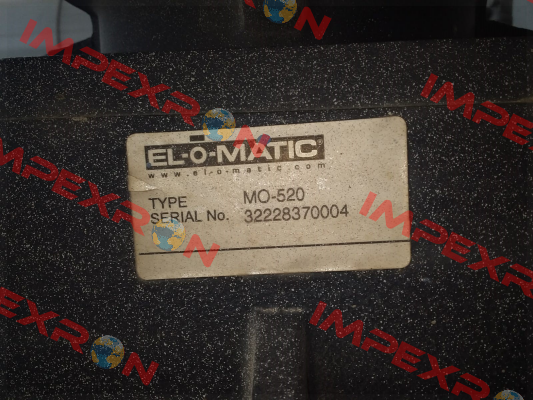 IMPEXRON
IMPEXRON
EL-O-MATIC
www.el-o-matic.com
TYPE MO-520
SERIAL No. 32228370004
IMPEXRON
IMPEXRON
IMPEXRON
IMPEXRON